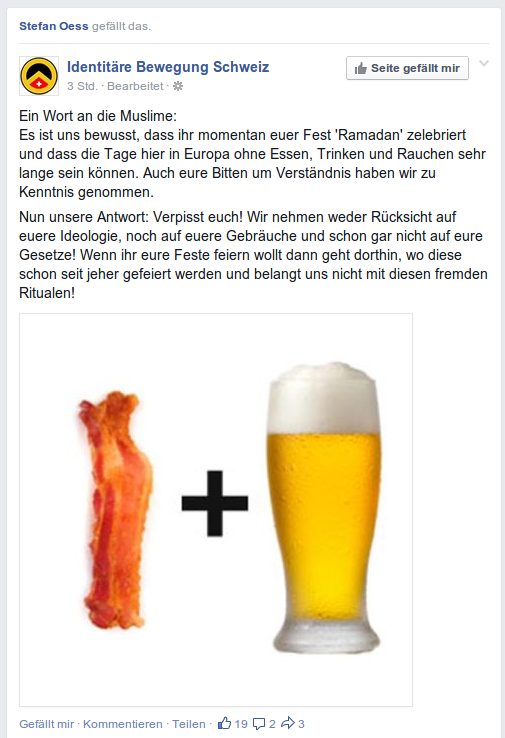 Stefan Oess gefällt das.
Identitäre Bewegung Schweiz
Seite gefällt mir
3 Std. · Bearbeitet ·
Ein Wort an die Muslime:
Es ist uns bewusst, dass ihr momentan euer Fest 'Ramadan' zelebriert
und dass die Tage hier in Europa ohne Essen, Trinken und Rauchen sehr
lange sein können. Auch eure Bitten um Verständnis haben wir zu
Kenntnis genommen.
Nun unsere Antwort: Verpisst euch! Wir nehmen weder Rücksicht auf
euere Ideologie, noch auf euere Gebräuche und schon gar nicht auf eure
Gesetze! Wenn ihr eure Feste feiern wollt dann geht dorthin, wo diese
schon seit jeher gefeiert werden und belangt uns nicht mit diesen fremden
Ritualen!
Gefällt mir · Kommentieren · Teilen · 19 2 3